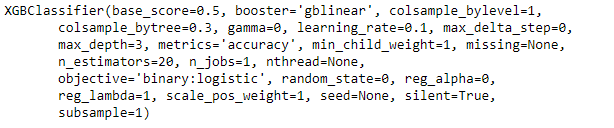 XGBClassifier(base_score=0.5, booster='gblinear', colsample_bylevel=1,
colsample_bytree=0.3, gamma=0, learning_rate=0.1, max_delta_step=0,
max_depth=3, metrics='accuracy', min_child_weight=1, missing=None,
n_estimators=20, n_jobs=1, nthread=None,
objective='binary:logistic', random_state=0, reg_alpha=0,
reg_lambda=1, scale_pos_weight=1, seed=None, silent=True,
subsample=1)